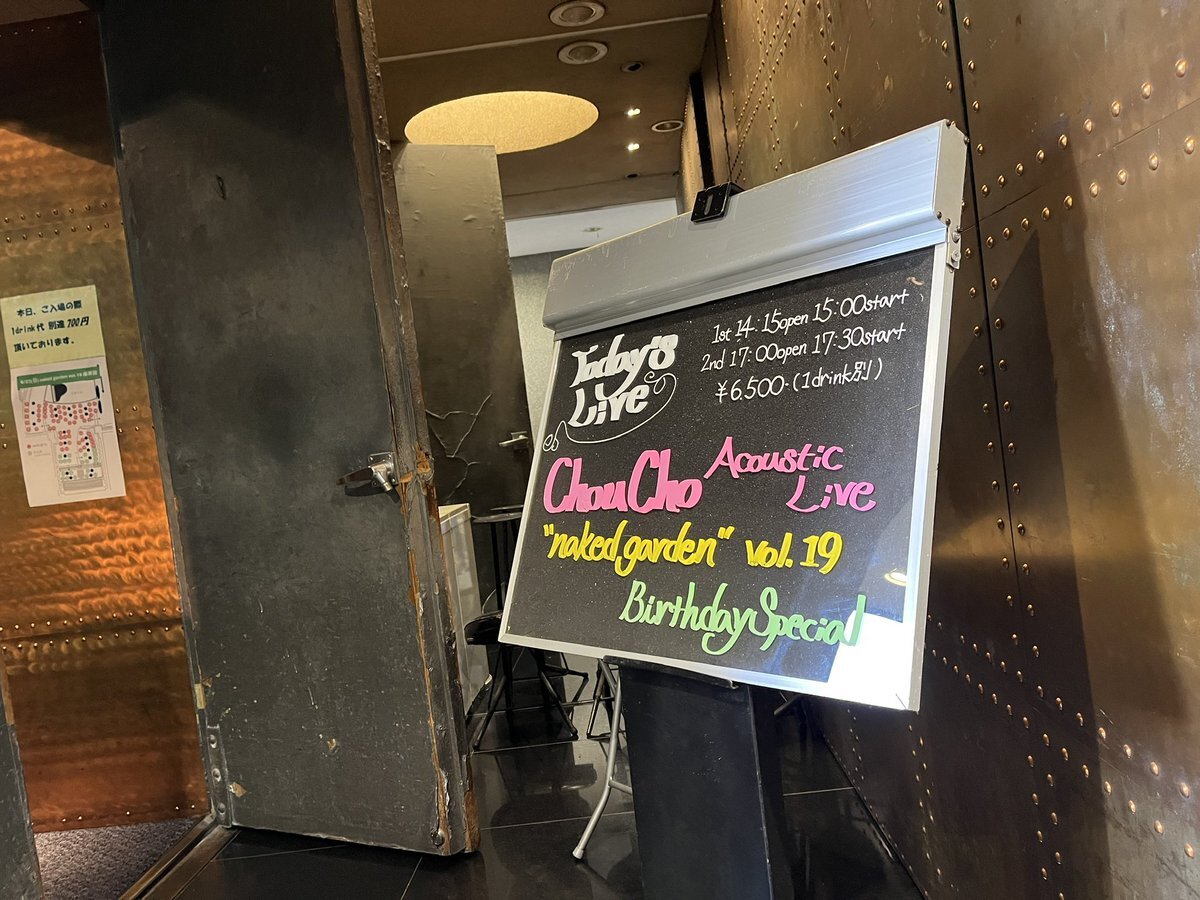 本日、ご入場の際
1drink代 別途700円
頂いております。
Today's
Live
1st 14:15open 15:00start
2nd 17:00open 17:30start
¥6.500-(1drink別)
ChouCho Acoustic
Live
"naked garden" vol.19
Birthday Special